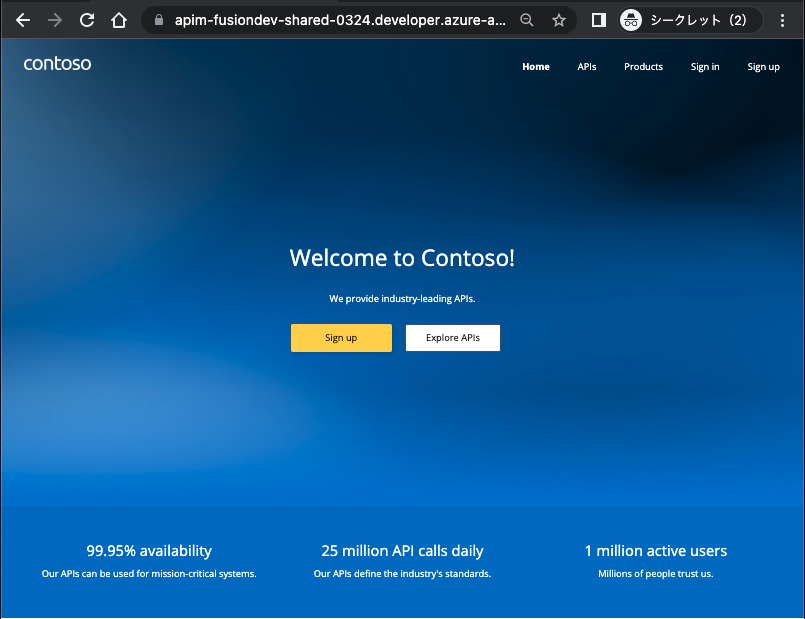 apim-fusiondev-shared-0324.developer.azure-a...
シークレット（2）
contoso
Home APIs Products Sign in Sign up
Welcome to Contoso!
We provide industry-leading APIs.
Sign up Explore APIs
99.95% availability 25 million API calls daily 1 million active users
Our APIs can be used for mission-critical systems. Our APIs define the industry's standards. Millions of people trust us.